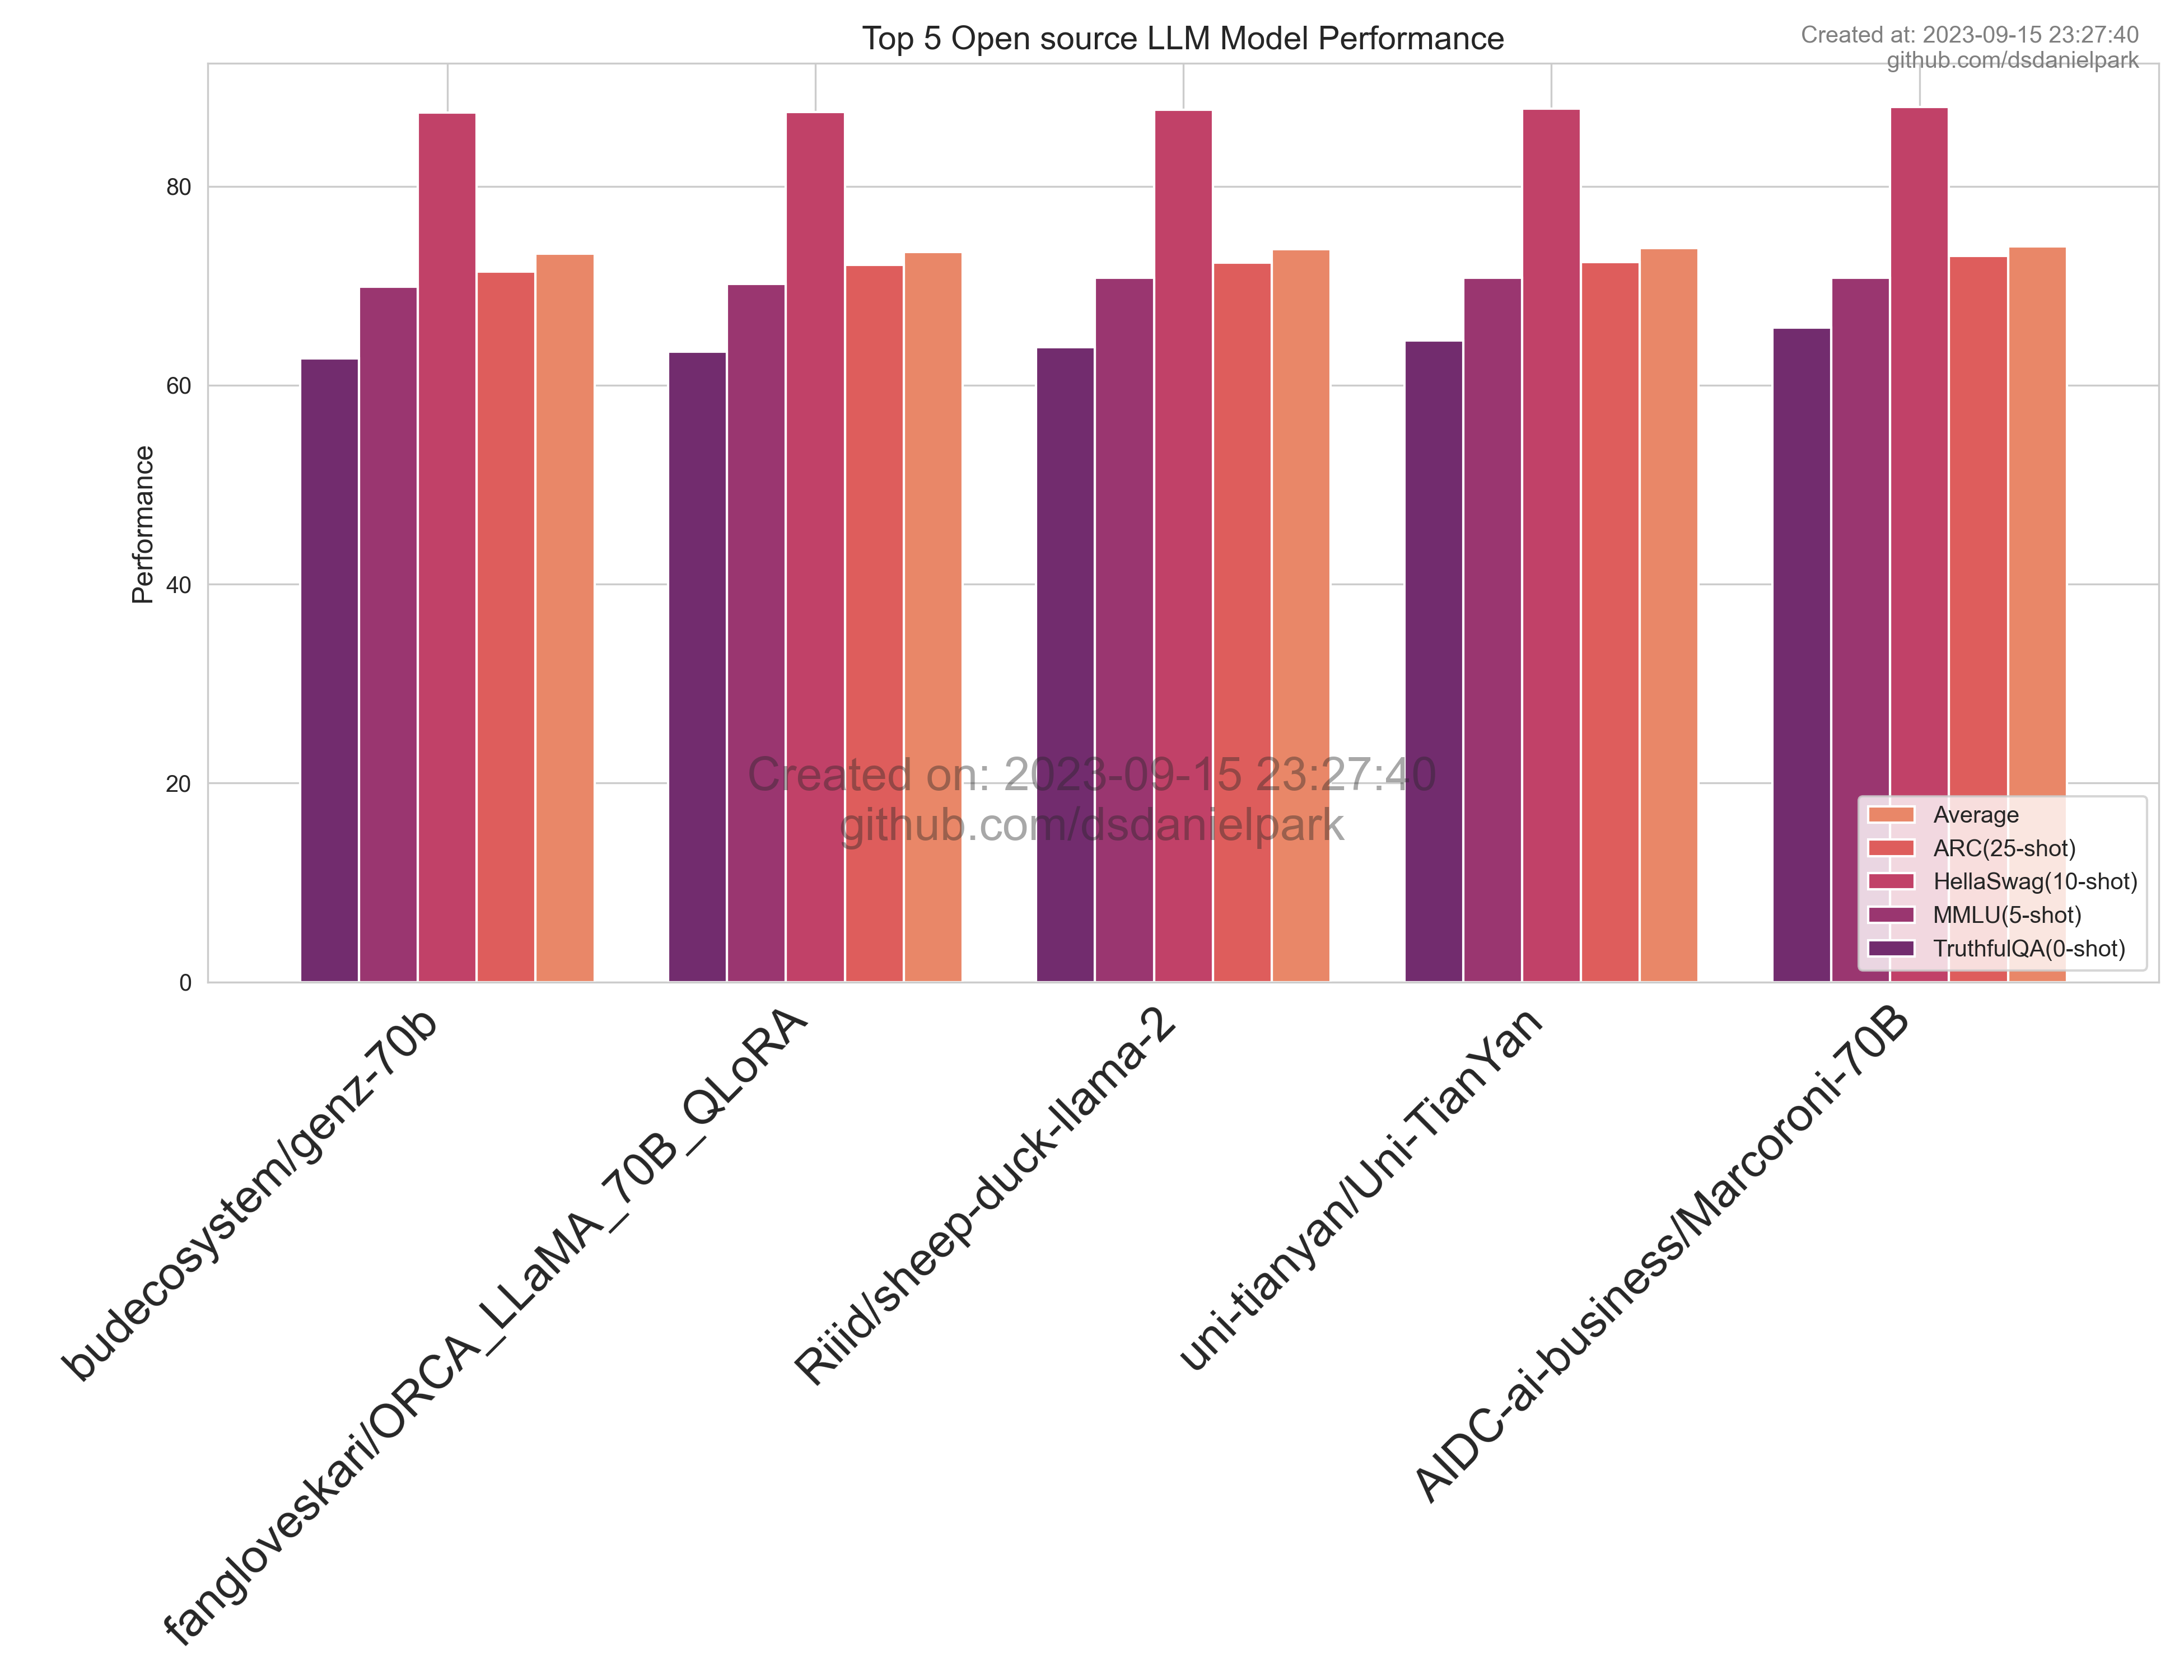 Top 5 Open source LLM Model Performance
Created at: 2023-09-15 23:27:40
github.com/dsdanielpark
Performance
80
60
40
20
0
Created on: 2023-09-15 23:27:40
github.com/dsdanielpark
Average
ARC(25-shot)
HellaSwag(10-shot)
MMLU(5-shot)
TruthfulQA(0-shot)
budecosystem/genz-70b
fangloveskari/ORCA_LLaMA_70B_QLoRA
Riiid/sheep-duck-llama-2
uni-tianyan/Uni-TianYan
AIDC-ai-business/Marcoroni-70B